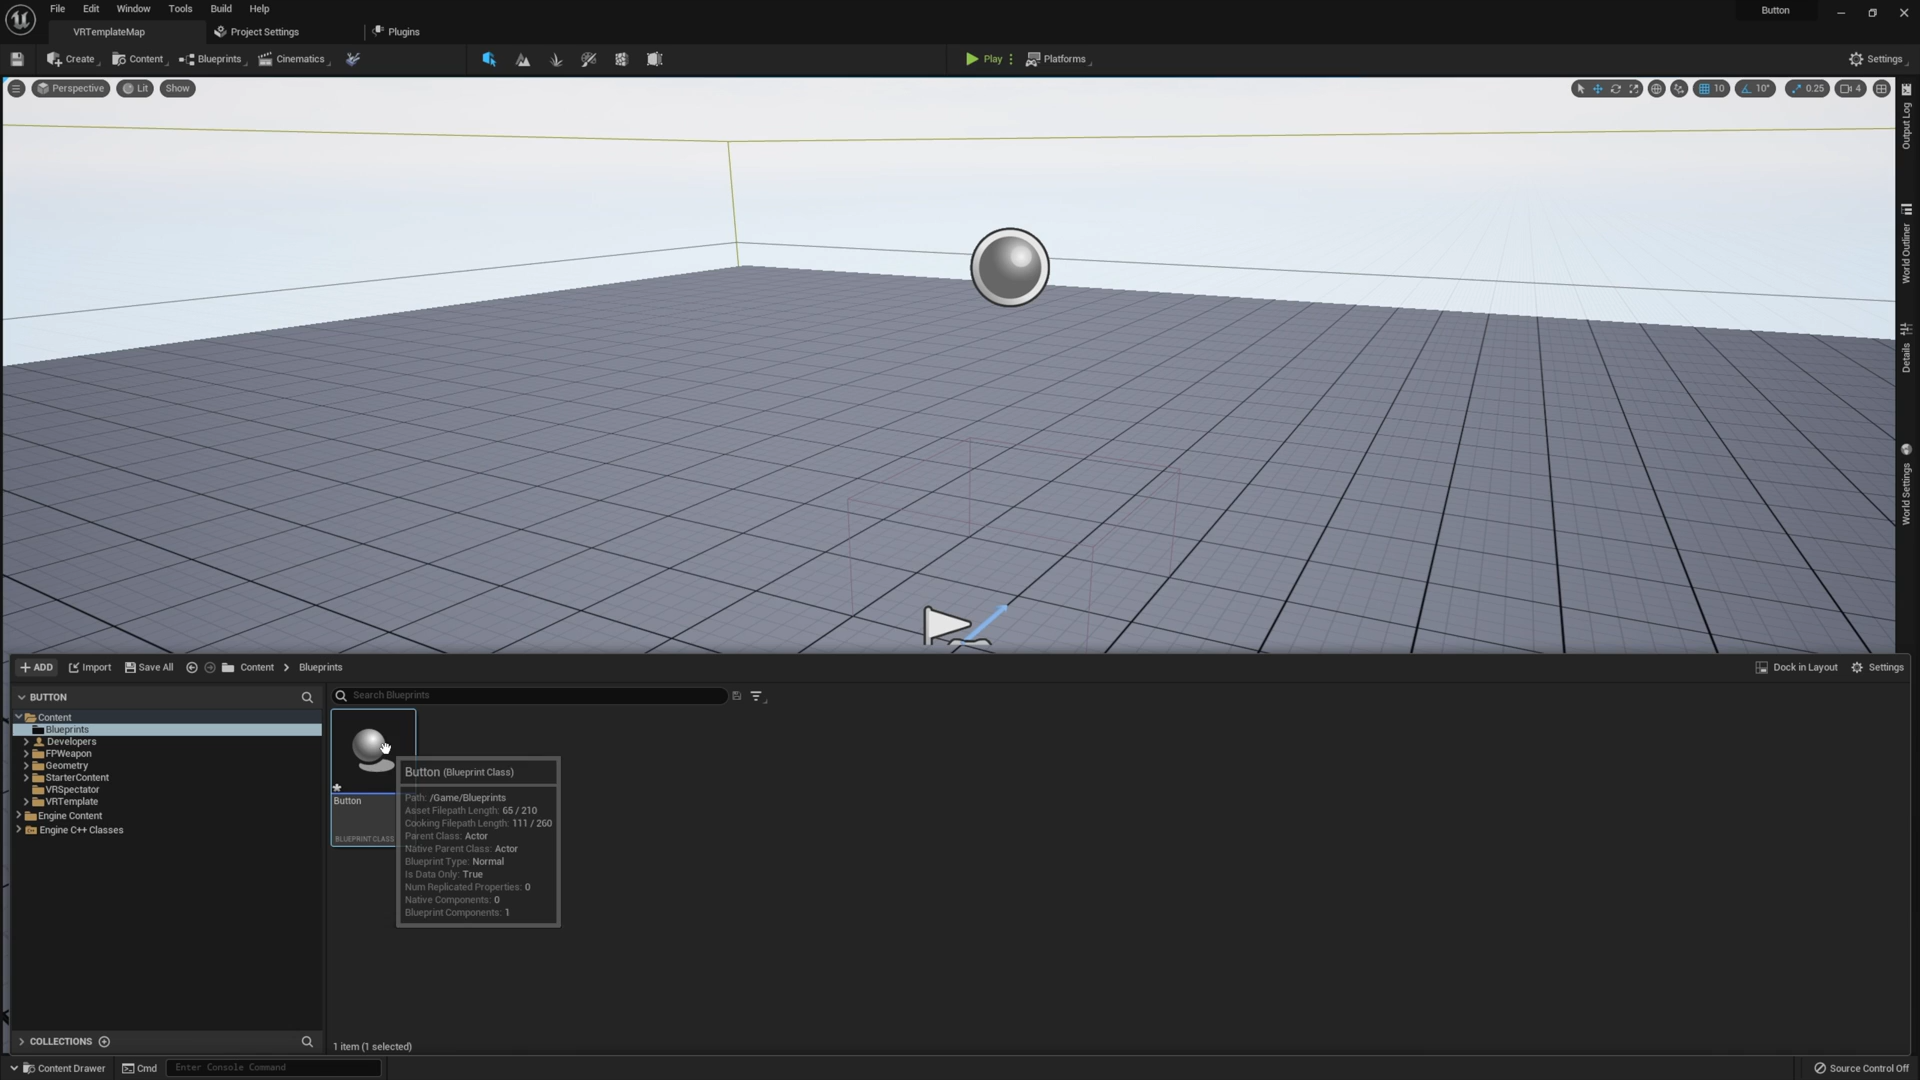 File Edit Window Tools Build Help
Button
VRTemplateMap
Project Settings
Plugins
Create
Content
Blueprints
Cinematics
Play
Platforms
Settings
Perspective
Lit
Show
10
10°
0.25
4
Output Log
World Outliner
Details
World Settings
+ ADD
Import
Save All
Content
Blueprints
Dock in Layout
Settings
BUTTON
Search Blueprints
Content
Blueprints
Developers
FPWeapon
Geometry
StarterContent
VRSpectator
VRTemplate
Engine Content
Engine C++ Classes
Button
BLUEPRINT CLASS
Button (Blueprint Class)
Path: /Game/Blueprints
Asset Filepath Length: 65 / 210
Cooking Filepath Length: 111 / 260
Parent Class: Actor
Native Parent Class: Actor
Blueprint Type: Normal
Is Data Only: True
Num Replicated Properties: 0
Native Components: 0
Blueprint Components: 1
COLLECTIONS
1 item (1 selected)
Content Drawer
Cmd
Enter Console Command
Source Control Off